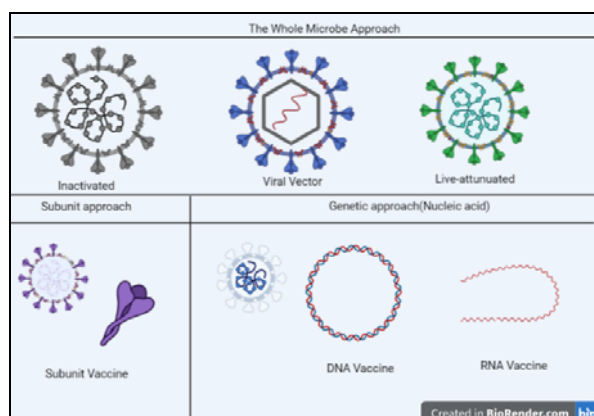 The Whole Microbe Approach
Inactivated
Viral Vector
Live-attunuated
Subunit approach
Genetic approach(Nucleic acid)
Subunit Vaccine
DNA Vaccine
RNA Vaccine
Created in BioRender.com